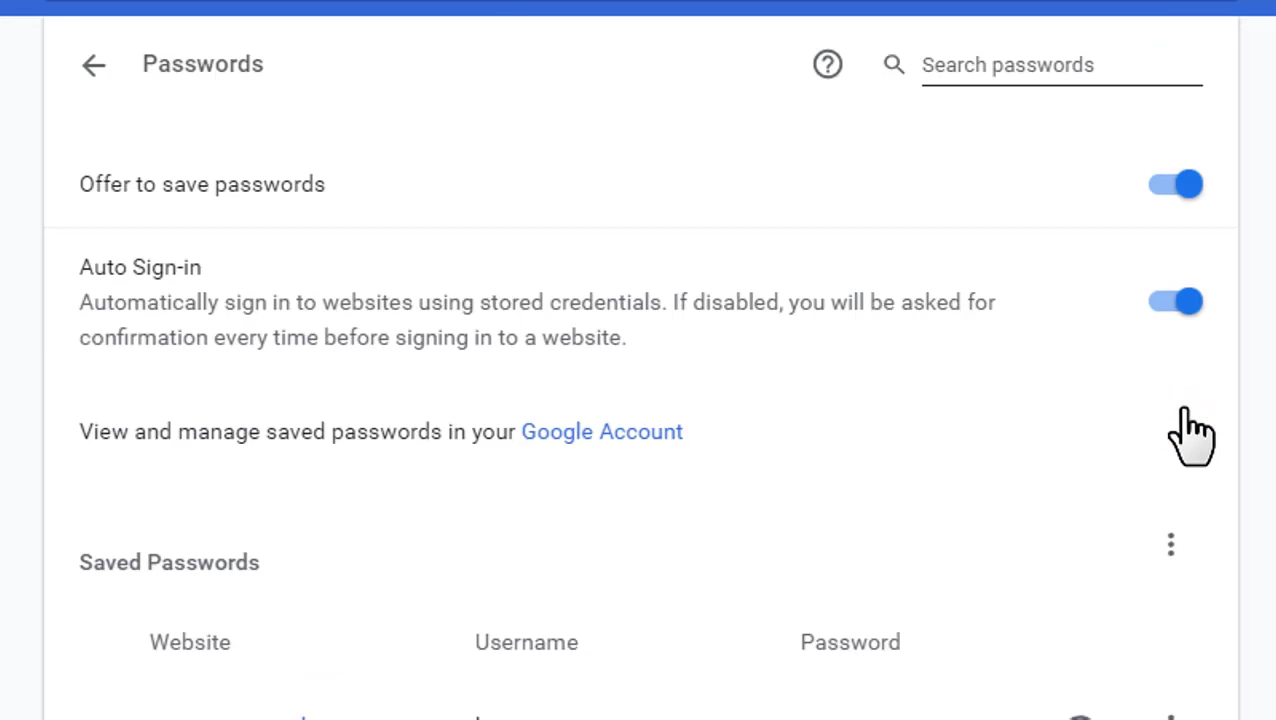 Passwords
Search passwords
Offer to save passwords
Auto Sign-in
Automatically sign in to websites using stored credentials. If disabled, you will be asked for
confirmation every time before signing in to a website.
View and manage saved passwords in your Google Account
Saved Passwords
Website Username Password